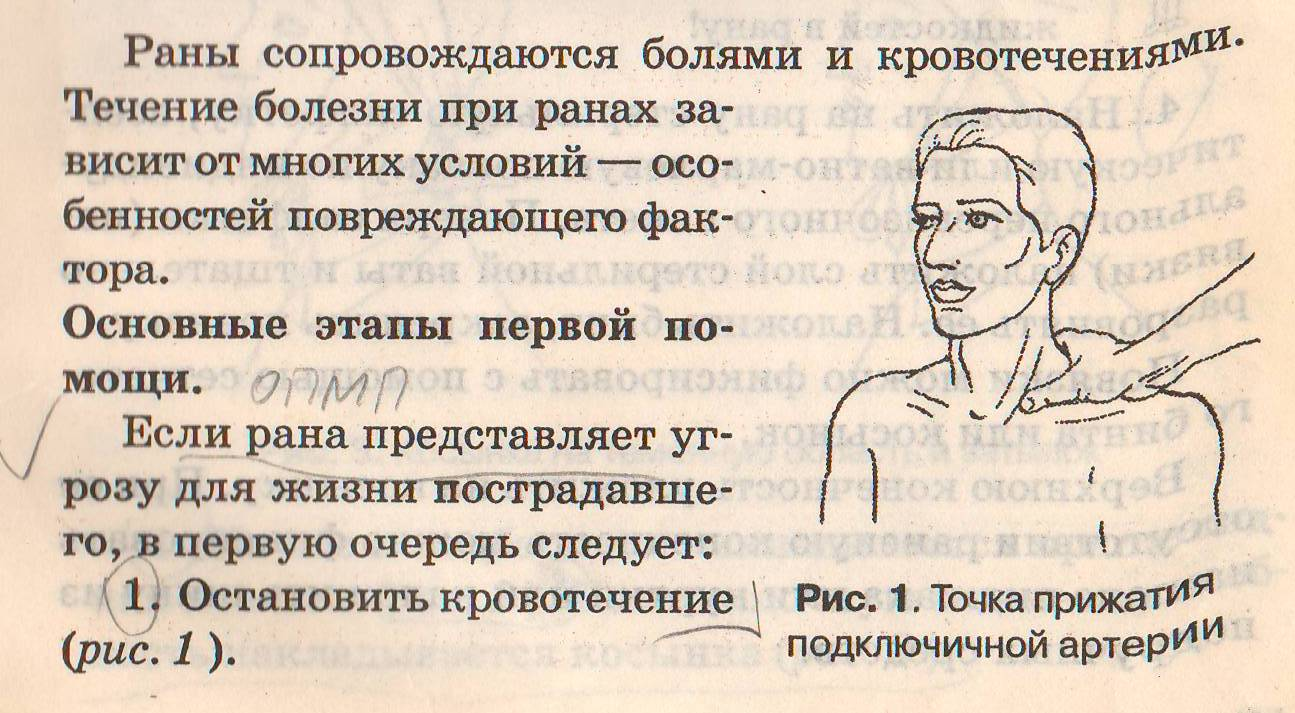 Раны сопровождаются болями и кровотечениями.
Течение болезни при ранах за-
висит от многих условий — осо-
бенностей повреждающего фак-
тора.
Основные этапы первой по-
мощи. ОПМП
Если рана представляет уг-
розу для жизни пострадавше-
го, в первую очередь следует:
1. Остановить кровотечение
(рис. 1 ).
Рис. 1. Точка прижатия
подключичной артерии